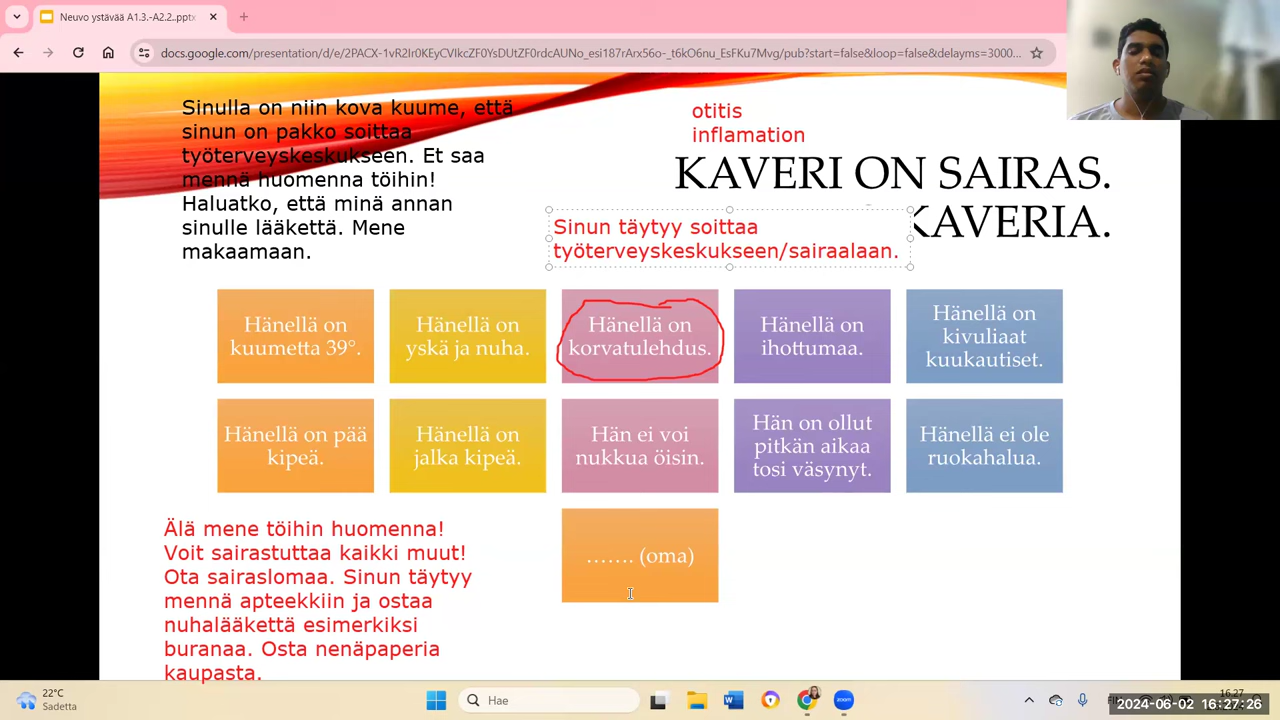 Neuvo ystävää A1.3.-A2.2..pptx
docs.google.com/presentation/d/e/2PACX-1vR2Ir0KEyCVIkcZF0YsDUtZF0rdcAUNo_esi187rArx56o-_t6kO6nu_EsFKu7Mvg/pub?start=false&loop=false&delayms=3000...
Sinulla on niin kova kuume, että
sinun on pakko soittaa
työterveyskeskukseen. Et saa
mennä huomenna töihin!
Haluatko, että minä annan
sinulle lääkettä. Mene
makaamaan.
otitis
inflamation
KAVERI ON SAIRAS.
KAVERIA.
Sinun täytyy soittaa
työterveyskeskukseen/sairaalaan.
Hänellä on
kuumetta 39°.
Hänellä on
yskä ja nuha.
Hänellä on
korvatulehdus.
Hänellä on
ihottumaa.
Hänellä on
kivuliaat
kuukautiset.
Hänellä on pää
kipeä.
Hänellä on
jalka kipeä.
Hän ei voi
nukkua öisin.
Hän on ollut
pitkän aikaa
tosi väsynyt.
Hänellä ei ole
ruokahalua.
……. (oma)
Älä mene töihin huomenna!
Voit sairastuttaa kaikki muut!
Ota sairaslomaa. Sinun täytyy
mennä apteekkiin ja ostaa
nuhalääkettä esimerkiksi
buranaa. Osta nenäpaperia
kaupasta.
22°C
Sadetta
Hae
16.27
2024-06-02 16:27:26